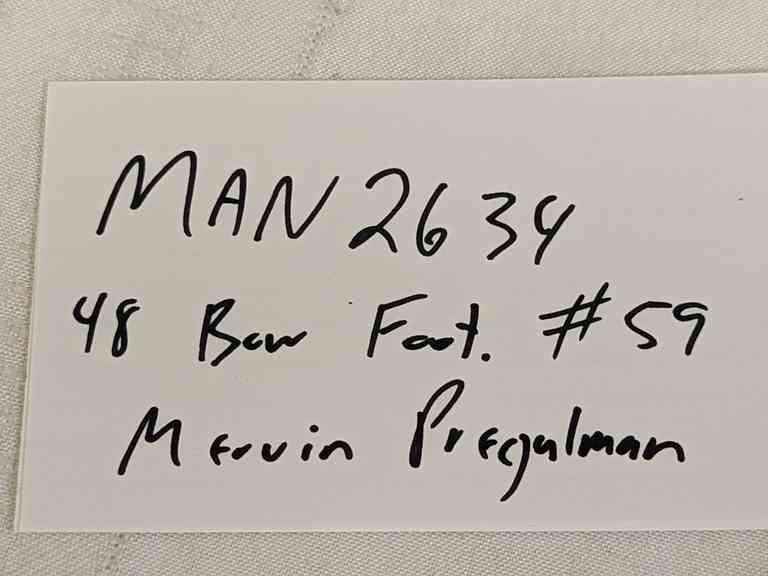 MAN2634
48 Bow Foot. #59
Mervin Pregulman